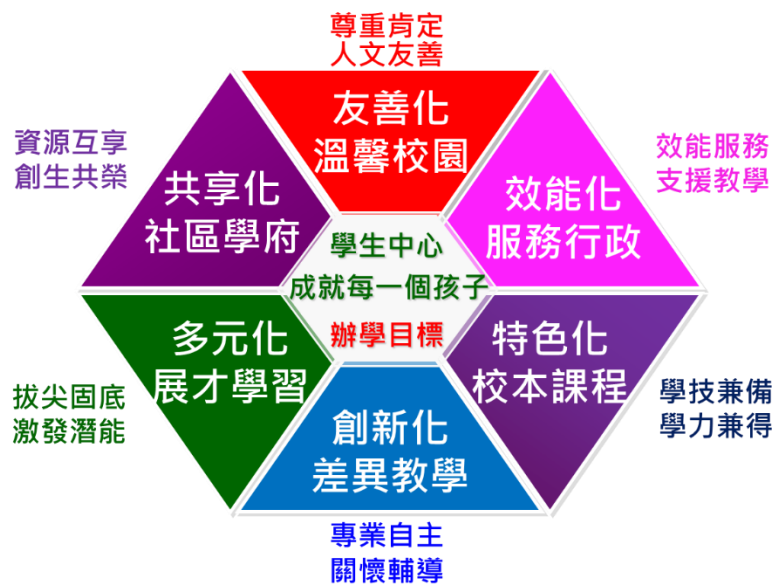 尊重肯定
人文友善
友善化
溫馨校園
資源互享
創生共榮
共享化
社區學府
效能服務
支援教學
效能化
服務行政
學生中心
成就每一個孩子
辦學目標
多元化
展才學習
拔尖固底
激發潛能
特色化
校本課程
學技兼備
學力兼得
創新化
差異教學
專業自主
關懷輔導